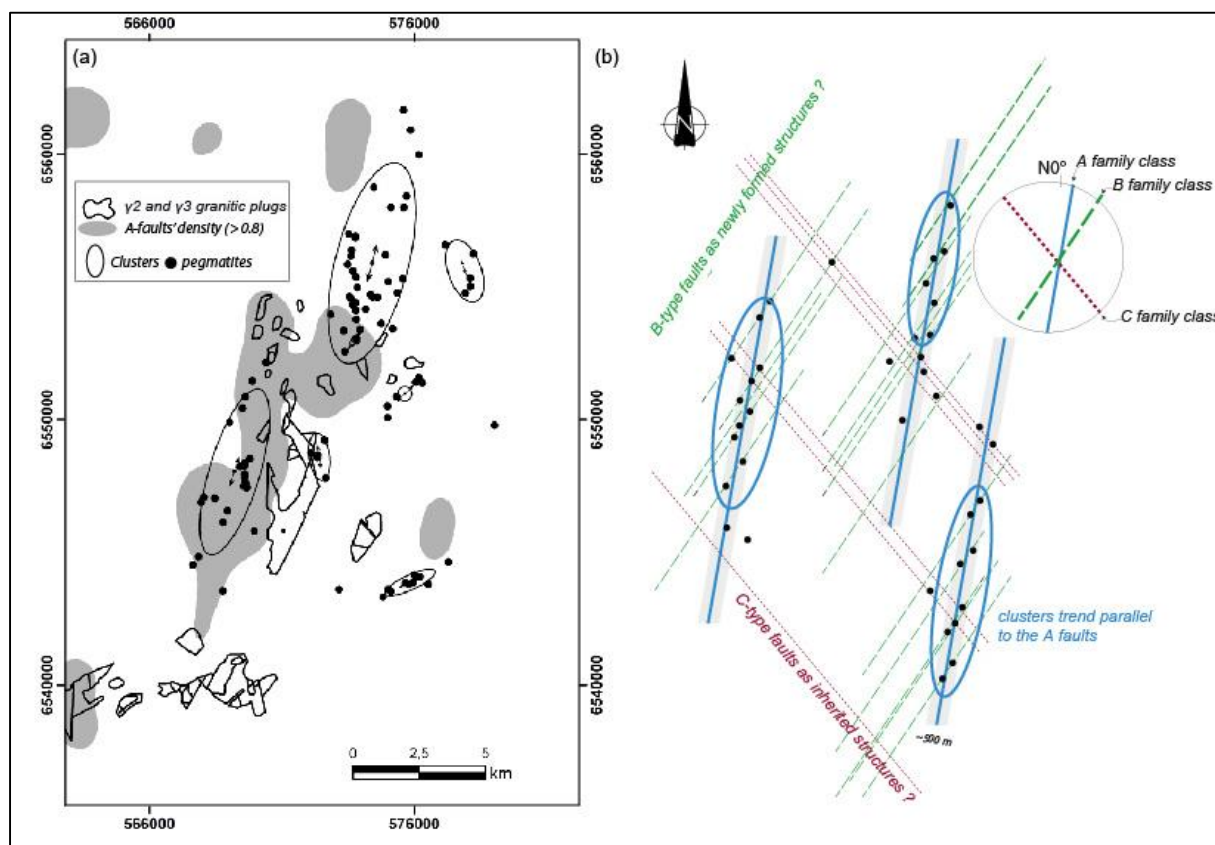 566000
576000
(a)
6560000
6550000
6540000
γ2 and γ3 granitic plugs
A-faults' density (> 0.8)
Clusters
pegmatites
6560000
6550000
6540000
0
2,5
5
km
566000
576000
(b)
N
B-type faults as newly formed structures ?
N0°
A family class
B family class
C family class
clusters trend parallel
to the A faults
C-type faults as inherited structures ?
~500 m